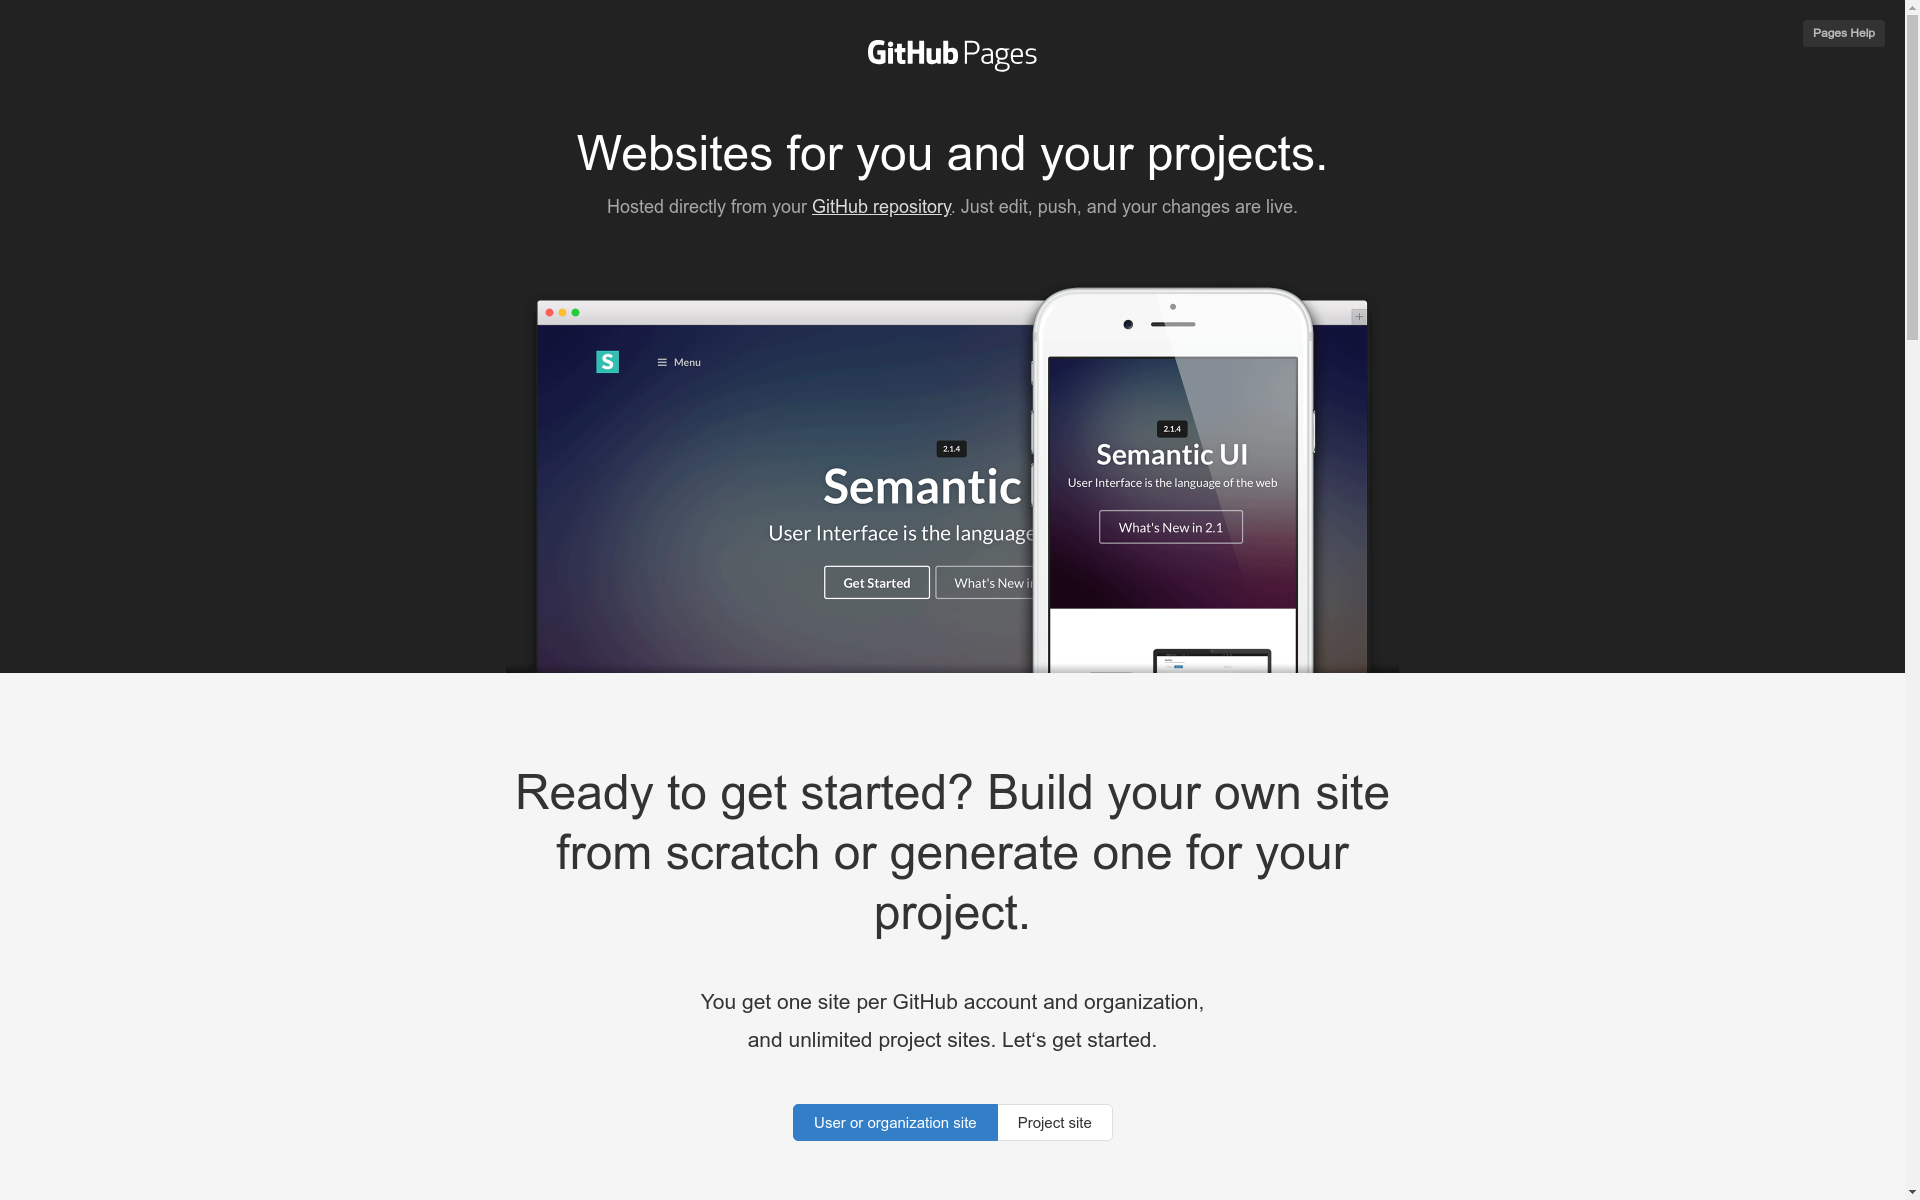 GitHub Pages
Pages Help
Websites for you and your projects.
Hosted directly from your GitHub repository. Just edit, push, and your changes are live.
S
Menu
2.1.4
Semantic
User Interface is the language
Get Started
What's New in
2.1.4
Semantic UI
User Interface is the language of the web
What's New in 2.1
Ready to get started? Build your own site
from scratch or generate one for your
project.
You get one site per GitHub account and organization,
and unlimited project sites. Let‘s get started.
User or organization site
Project site